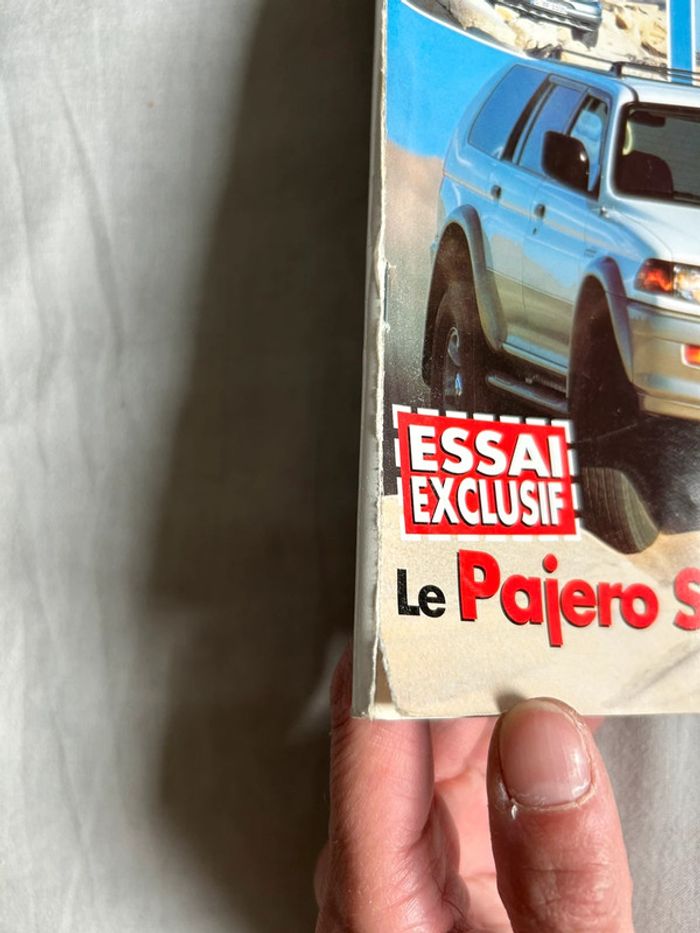 ESSAI
EXCLUSIF
Le Pajero S